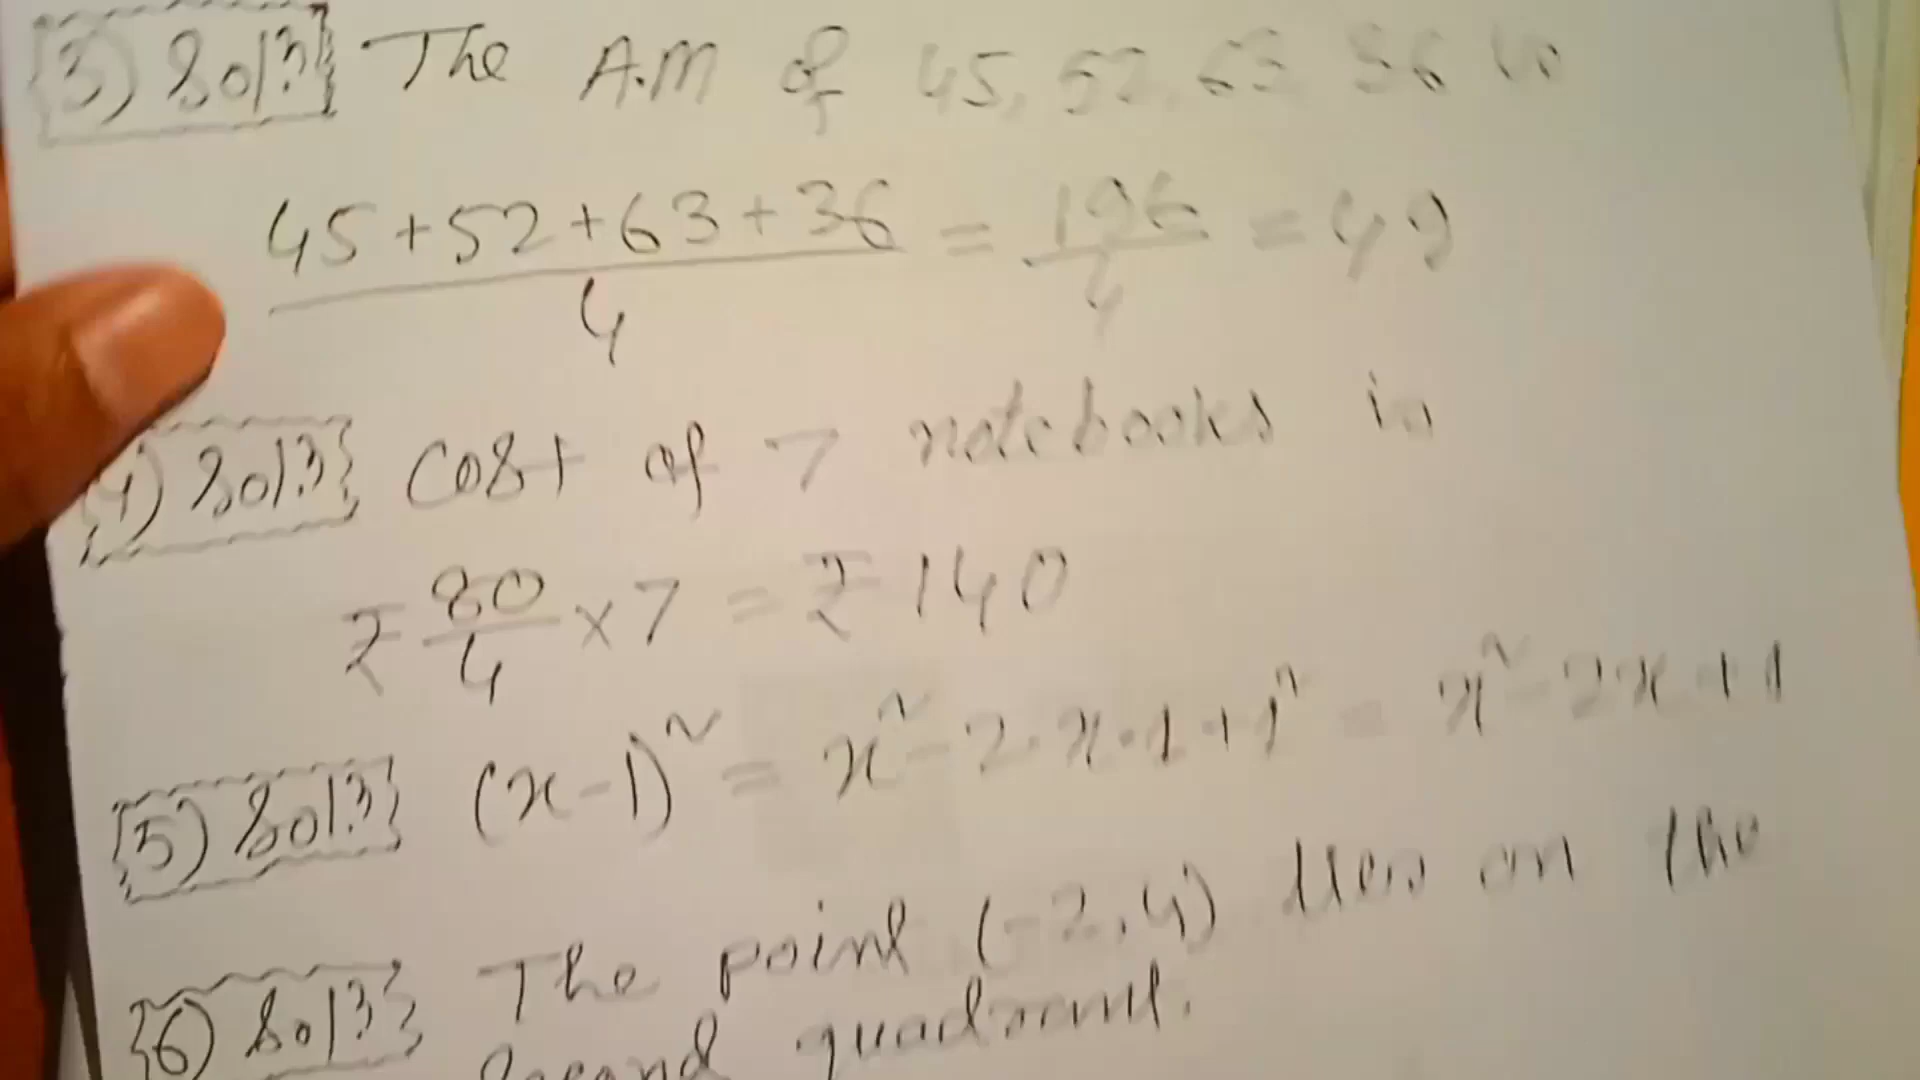 3) Sol: The A.M of 45, 52, 63, 36 is
45+52+63+36/4 = 196/4 = 49
4) Sol: Cost of 7 notebooks is
₹ 80/4 × 7 = ₹ 140
5) Sol: (x-1)² = x² - 2·x·1 + 1² = x² - 2x + 1
6) Sol: The point (-2,4) lies on the
Second quadrant.